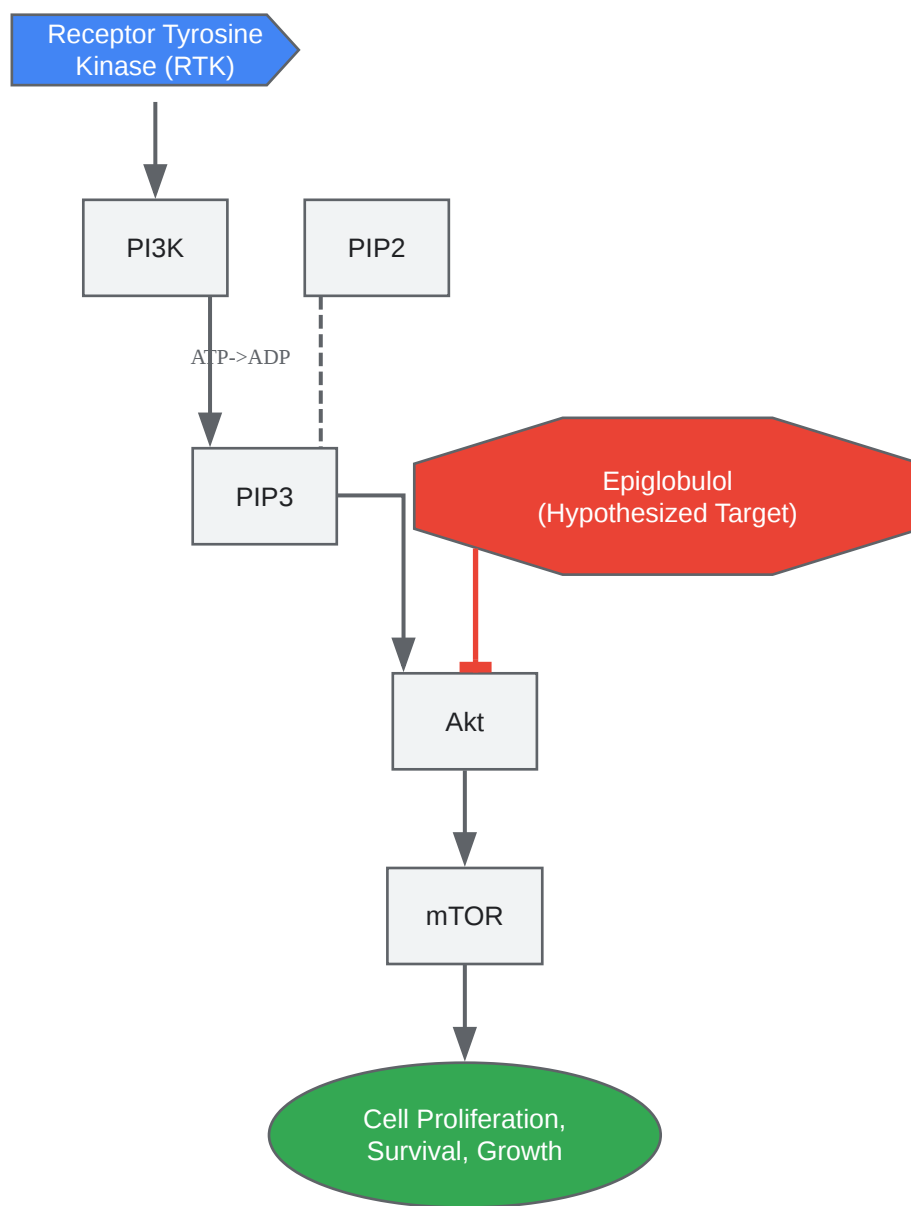 Receptor Tyrosine
Kinase (RTK)
PI3K
PIP2
ATP->ADP
PIP3
Epiglobulol
(Hypothesized Target)
Akt
mTOR
Cell Proliferation,
Survival, Growth